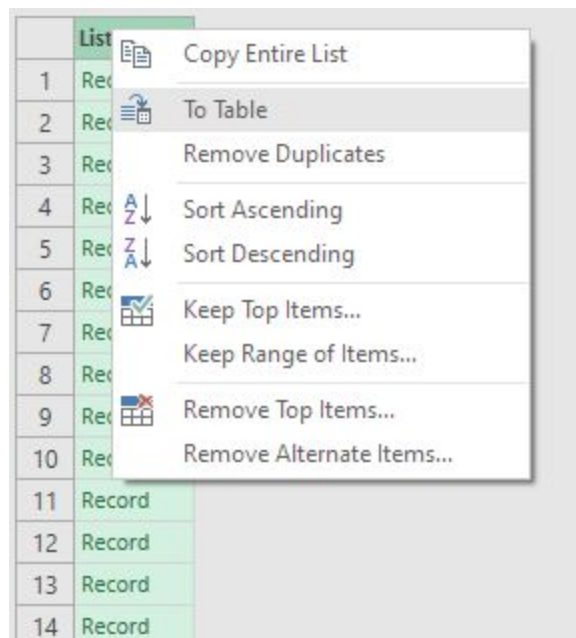 List
Copy Entire List
1 Rec
To Table
2 Rec
Remove Duplicates
3 Rec
4 Rec
Sort Ascending
5 Rec
Sort Descending
6 Rec
Keep Top Items...
7 Rec
Keep Range of Items...
8 Rec
9 Rec
Remove Top Items...
10 Rec
Remove Alternate Items...
11 Record
12 Record
13 Record
14 Record